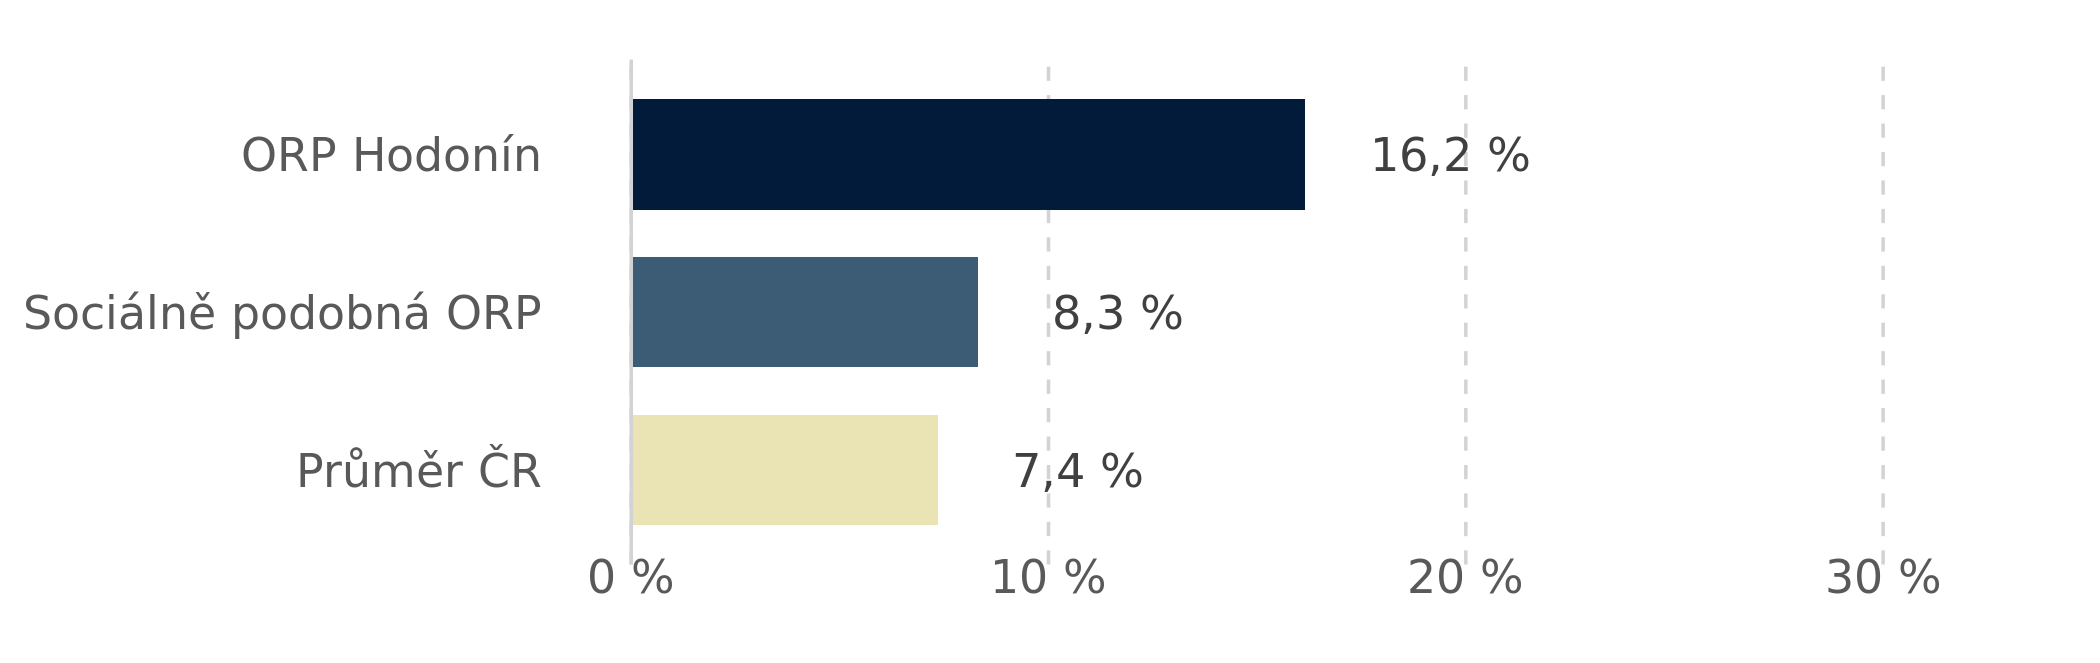 ORP Hodonín 16,2 %
Sociálně podobná ORP 8,3 %
Průměr ČR 7,4 %
0 % 10 % 20 % 30 %